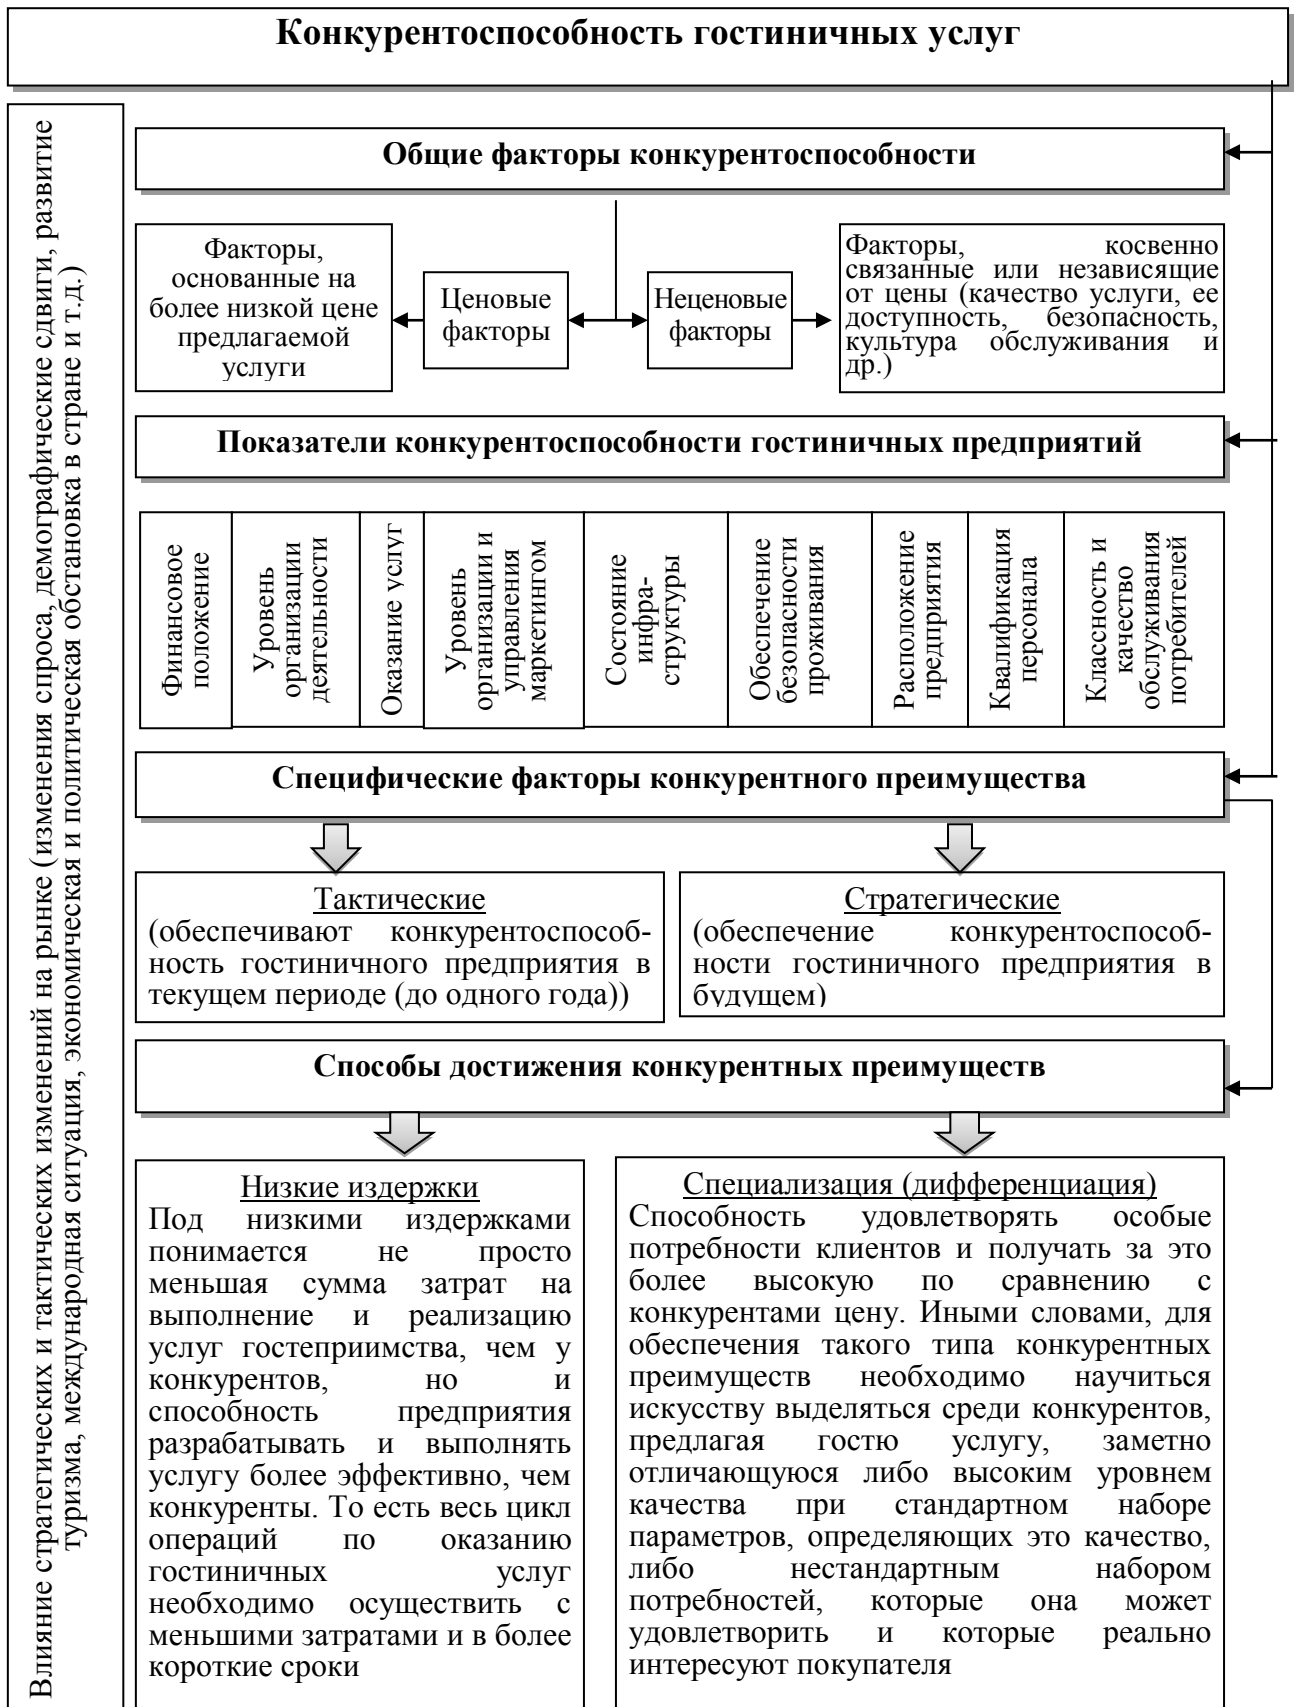 Конкурентоспособность гостиничных услуг
Влияние стратегических и тактических изменений на рынке (изменения спроса, демографические сдвиги, развитие
туризма, международная ситуация, экономическая и политическая обстановка в стране и т.д.)
Общие факторы конкурентоспособности
Факторы,
основанные на
более низкой цене
предлагаемой
услуги
Ценовые
факторы
Неценовые
факторы
Факторы, косвенно
связанные или независящие
от цены (качество услуги, ее
доступность, безопасность,
культура обслуживания и
др.)
Показатели конкурентоспособности гостиничных предприятий
Финансовое
положение
Уровень
организации
деятельности
Оказание услуг
Уровень
организации и
управления
маркетингом
Состояние
инфра-
структуры
Обеспечение
безопасности
проживания
Расположение
предприятия
Квалификация
персонала
Классность и
качество
обслуживания
потребителей
Специфические факторы конкурентного преимущества
Тактические
(обеспечивают конкурентоспособ-
ность гостиничного предприятия в
текущем периоде (до одного года))
Стратегические
(обеспечение конкурентоспособ-
ности гостиничного предприятия в
будущем)
Способы достижения конкурентных преимуществ
Низкие издержки
Под низкими издержками
понимается не просто
меньшая сумма затрат на
выполнение и реализацию
услуг гостеприимства, чем у
конкурентов, но и
способность предприятия
разрабатывать и выполнять
услугу более эффективно, чем
конкуренты. То есть весь цикл
операций по оказанию
гостиничных услуг
необходимо осуществить с
меньшими затратами и в более
короткие сроки
Специализация (дифференциация)
Способность удовлетворять особые
потребности клиентов и получать за это
более высокую по сравнению с
конкурентами цену. Иными словами, для
обеспечения такого типа конкурентных
преимуществ необходимо научиться
искусству выделяться среди конкурентов,
предлагая гостю услугу, заметно
отличающуюся либо высоким уровнем
качества при стандартном наборе
параметров, определяющих это качество,
либо нестандартным набором
потребностей, которые она может
удовлетворить и которые реально
интересуют покупателя